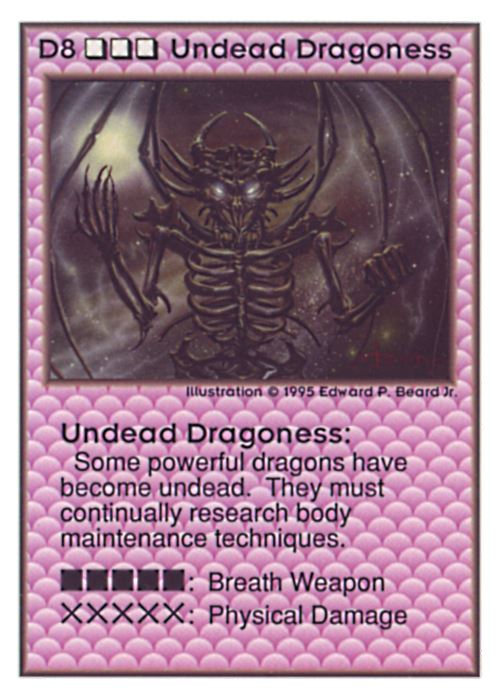 D8 □□□ Undead Dragoness
Illustration © 1995 Edward P. Beard Jr.
Undead Dragoness:
Some powerful dragons have
become undead. They must
continually research body
maintenance techniques.
■■■■■: Breath Weapon
XXXXX: Physical Damage